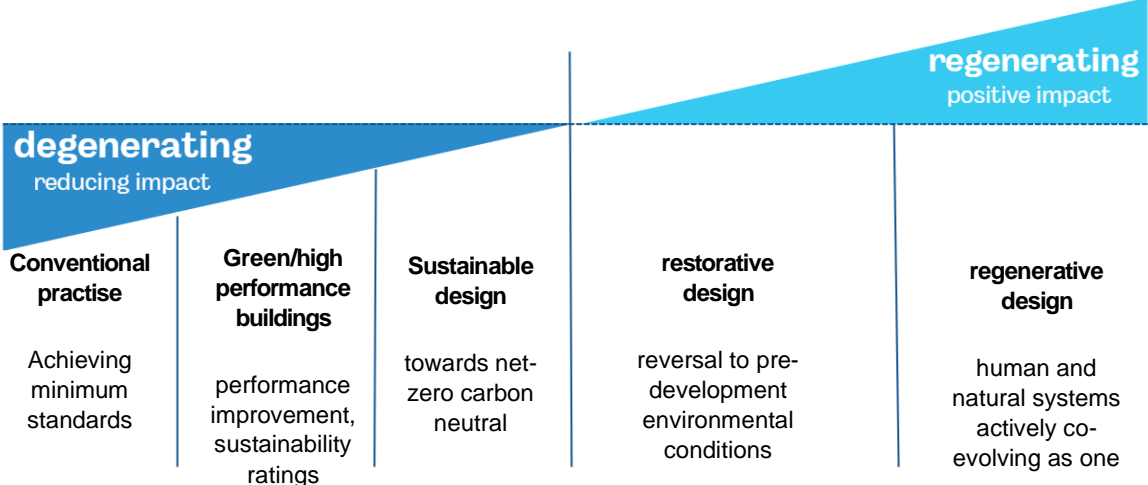 regenerating
positive impact
degenerating
reducing impact
Conventional
practise
Achieving
minimum
standards
Green/high
performance
buildings
performance
improvement,
sustainability
ratings
Sustainable
design
towards net-
zero carbon
neutral
restorative
design
reversal to pre-
development
environmental
conditions
regenerative
design
human and
natural systems
actively co-
evolving as one